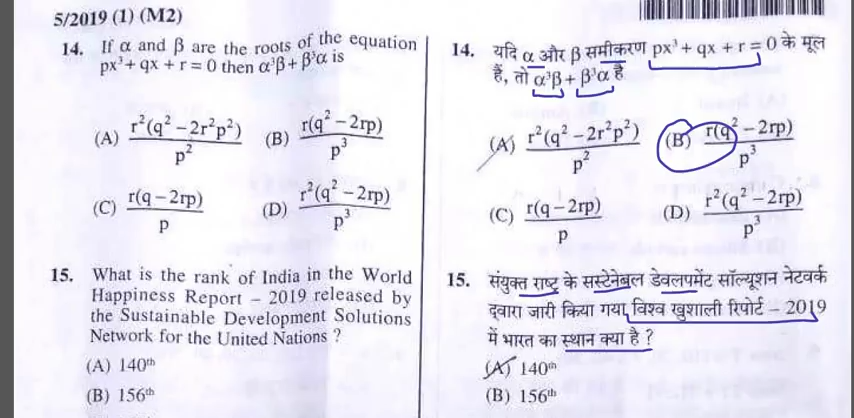 5/2019 (1) (M2)
14. If α and β are the roots of the equation
px³ + qx + r = 0 then α³β + β³α is
(A) r²(q² – 2r²p²) / p² (B) r(q² – 2rp) / p³
(C) r(q – 2rp) / p (D) r²(q² – 2rp) / p³
15. What is the rank of India in the World
Happiness Report – 2019 released by
the Sustainable Development Solutions
Network for the United Nations ?
(A) 140th
(B) 156th
14. यदि α और β समीकरण px³ + qx + r = 0 के मूल
हैं, तो α³β + β³α है
(A) r²(q² – 2r²p²) / p² (B) r(q² – 2rp) / p³
(C) r(q – 2rp) / p (D) r²(q² – 2rp) / p³
15. संयुक्त राष्ट्र के सस्टेनेबल डेवलपमेंट सॉल्यूशन नेटवर्क
द्वारा जारी किया गया विश्व खुशाली रिपोर्ट – 2019
में भारत का स्थान क्या है ?
(A) 140th
(B) 156th